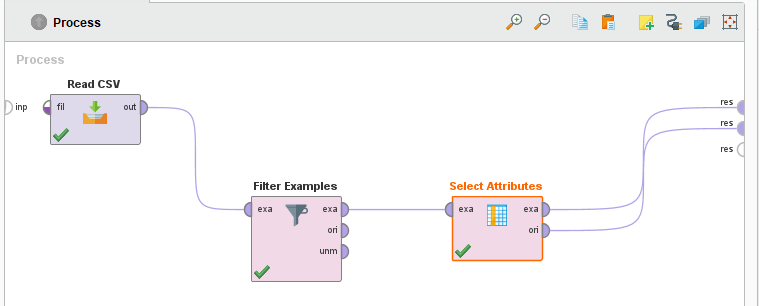 Process
Process
Read CSV
inp
fil
out
res
res
res
Filter Examples
exa
exa
ori
unm
Select Attributes
exa
exa
ori